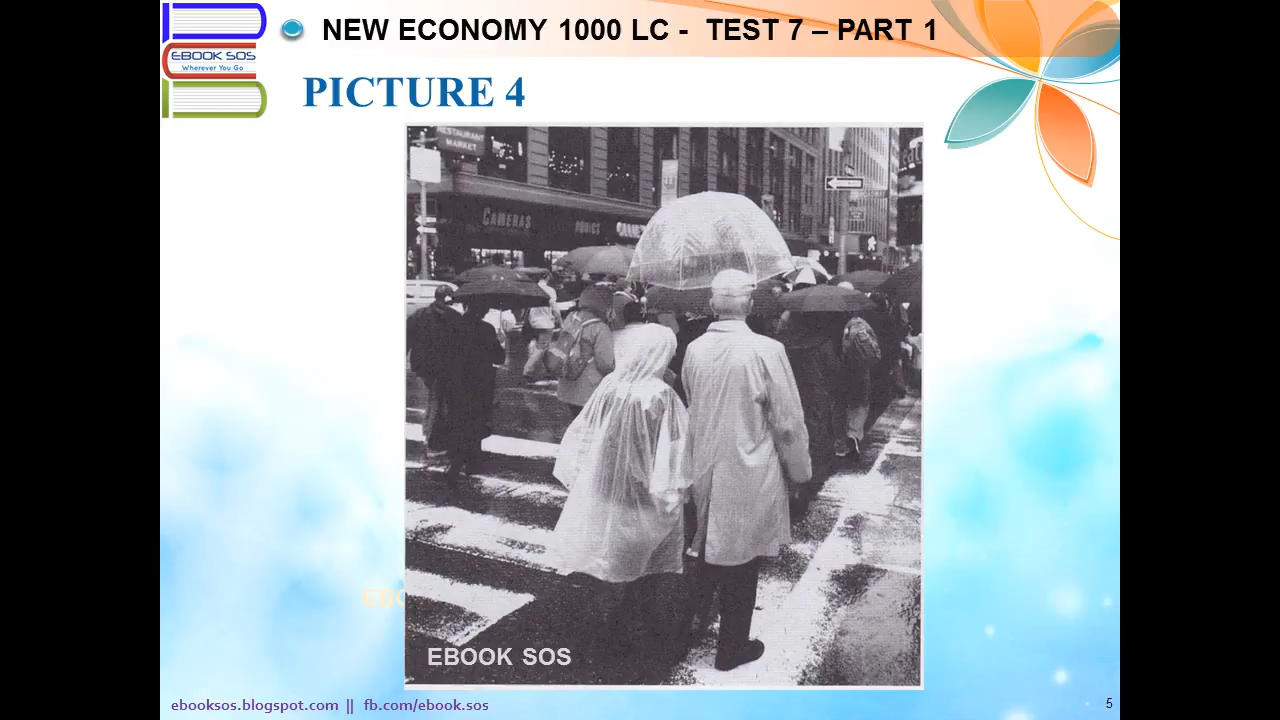 EBOOK SOS
Wherever You Go
NEW ECONOMY 1000 LC - TEST 7 – PART 1
PICTURE 4
RESTAURANT
MARKET
CAMERAS
EBOOK SOS
ebooksos.blogspot.com || fb.com/ebook.sos
5